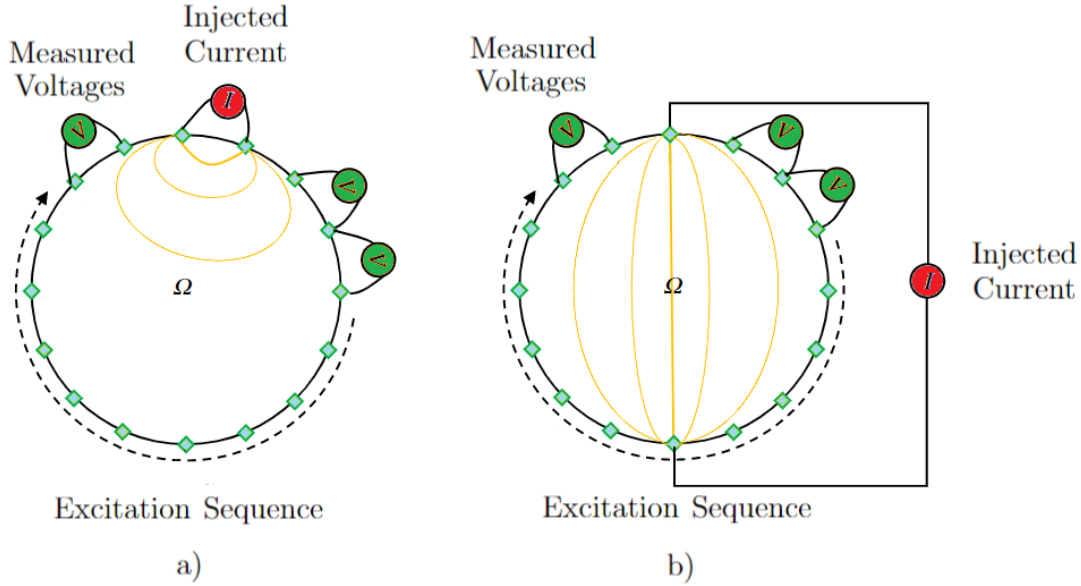 Injected
Current
Measured
Voltages
I
V
V
V
Ω
Excitation Sequence
a)
Measured
Voltages
V
V
V
Ω
I
Injected
Current
Excitation Sequence
b)